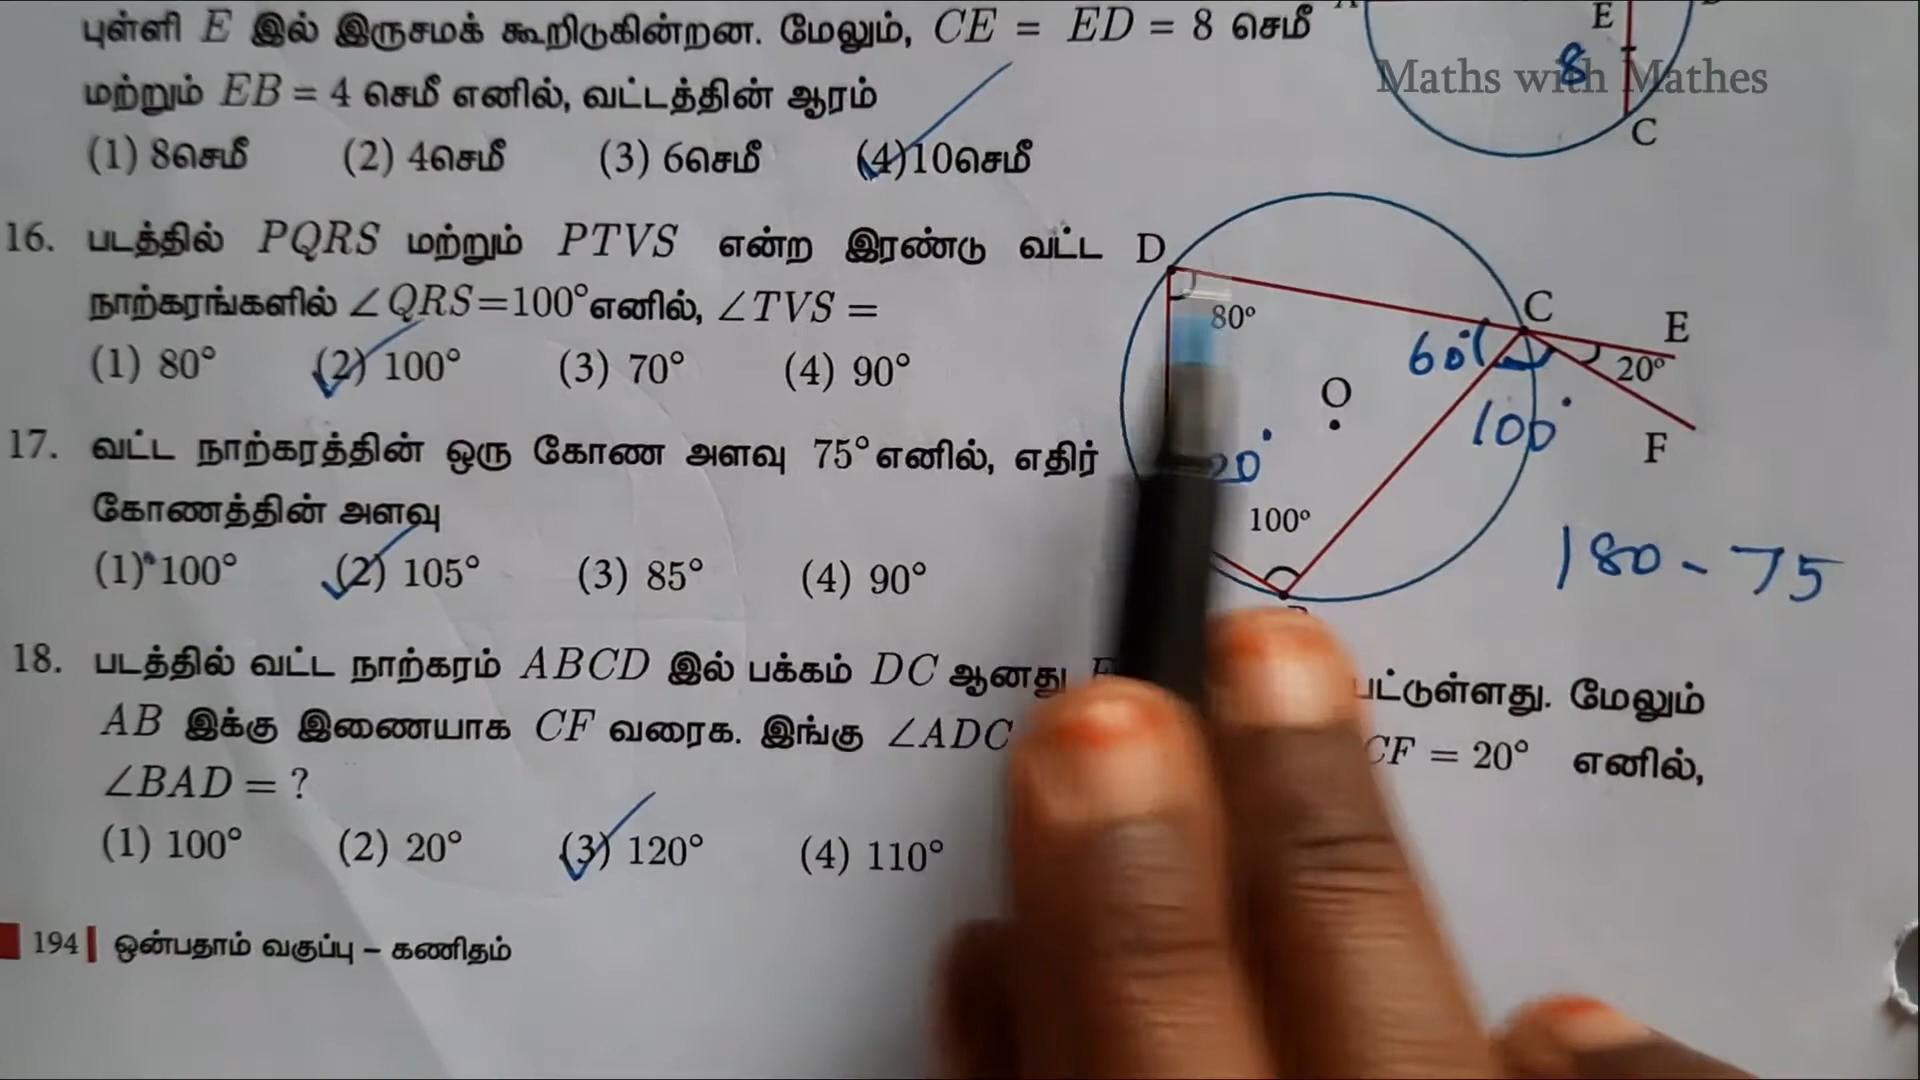 புள்ளி E இல் இருசமக் கூறிடுகின்றன. மேலும், CE = ED = 8 செமீ
மற்றும் EB = 4 செமீ எனில், வட்டத்தின் ஆரம்
(1) 8செமீ (2) 4செமீ (3) 6செமீ (4) 10செமீ
E
8
C
Maths with Mathes
16. படத்தில் PQRS மற்றும் PTVS என்ற இரண்டு வட்ட
நாற்கரங்களில் ∠QRS=100° எனில், ∠TVS =
(1) 80° (2) 100° (3) 70° (4) 90°
17. வட்ட நாற்கரத்தின் ஒரு கோண அளவு 75° எனில், எதிர்
கோணத்தின் அளவு
(1) 100° (2) 105° (3) 85° (4) 90°
D
80°
C
E
60°
20°
O
100°
F
100°
180 - 75
18. படத்தில் வட்ட நாற்கரம் ABCD இல் பக்கம் DC ஆனது
மேலும்
AB இக்கு இணையாக CF வரைக. இங்கு ∠ADC
CF = 20° எனில்,
∠BAD = ?
(1) 100° (2) 20° (3) 120° (4) 110°
194 | ஒன்பதாம் வகுப்பு – கணிதம்